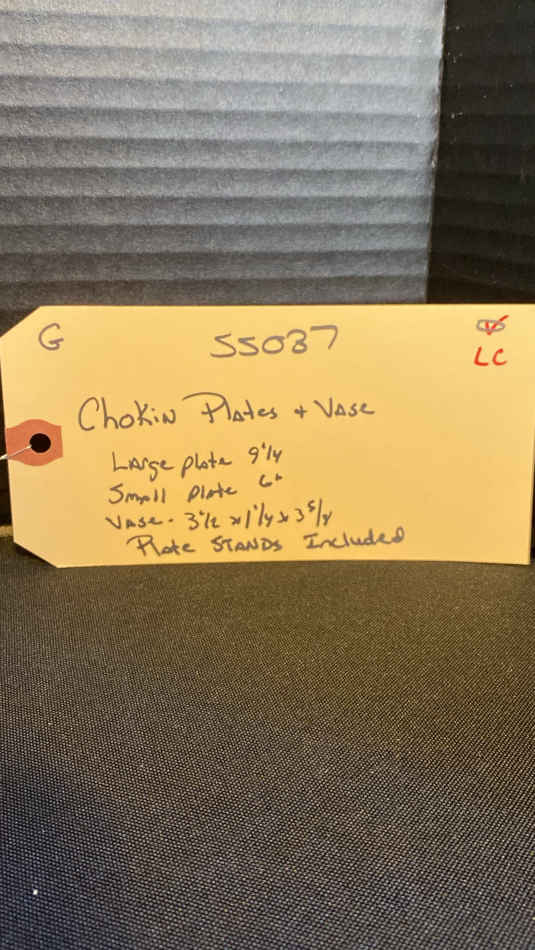 G 55037
LC
Chokin Plates + Vase
Large plate 9 1/4
Small Plate 6"
Vase - 3 1/2 x 1 1/4 x 3 5/8
Plate STANDS Included